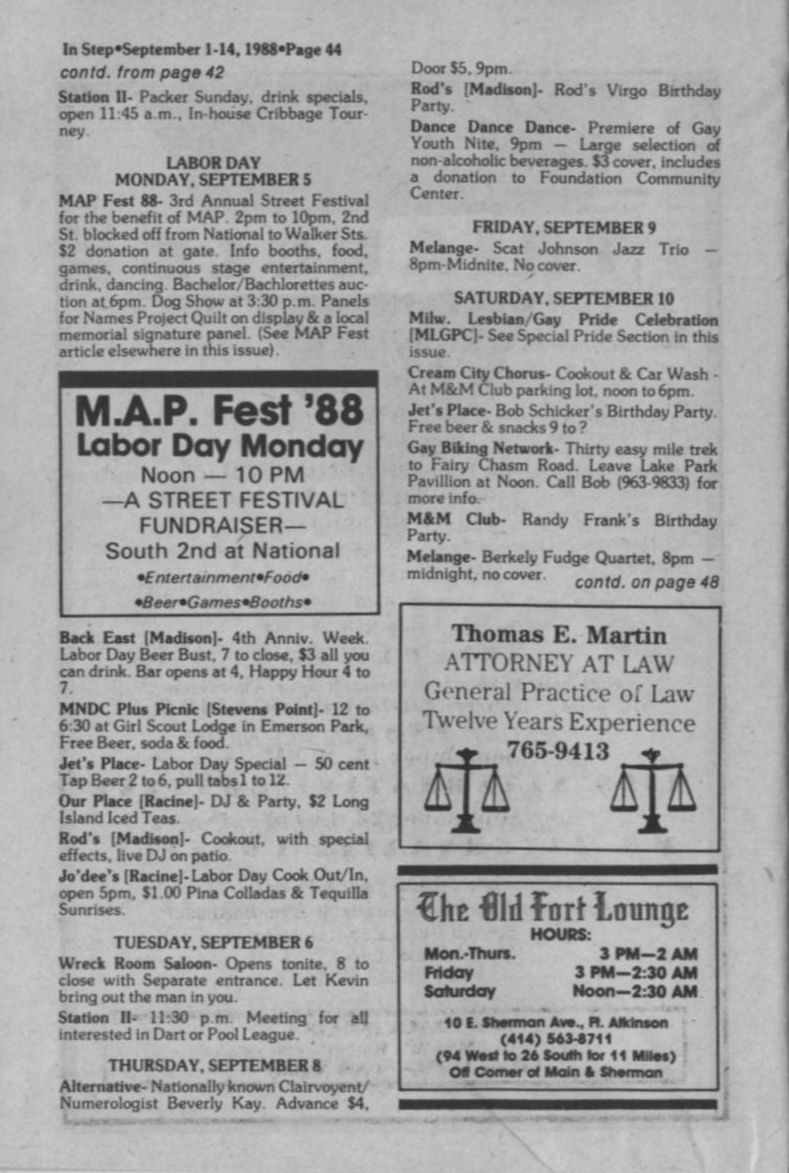 In Step•September 1-14, 1988•Page 44
contd. from page 42
Station II- Packer Sunday, drink specials,
open 11:45 a.m., In-house Cribbage Tour-
ney.
LABOR DAY
MONDAY, SEPTEMBER 5
MAP Fest 88- 3rd Annual Street Festival
for the benefit of MAP. 2pm to 10pm, 2nd
St. blocked off from National to Walker Sts.
$2 donation at gate. Info booths, food,
games, continuous stage entertainment,
drink, dancing. Bachelor/Bachlorettes auc-
tion at 6pm. Dog Show at 3:30 p.m. Panels
for Names Project Quilt on display & a local
memorial signature panel. (See MAP Fest
article elsewhere in this issue).
M.A.P. Fest '88
Labor Day Monday
Noon — 10 PM
—A STREET FESTIVAL
FUNDRAISER—
South 2nd at National
•Entertainment•Food•
•Beer•Games•Booths•
Back East [Madison]- 4th Anniv. Week.
Labor Day Beer Bust, 7 to close, $3 all you
can drink. Bar opens at 4, Happy Hour 4 to
7.
MNDC Plus Picnic [Stevens Point]- 12 to
6:30 at Girl Scout Lodge in Emerson Park,
Free Beer, soda & food.
Jet's Place- Labor Day Special — 50 cent
Tap Beer 2 to 6, pull tabs 1 to 12.
Our Place [Racine]- DJ & Party, $2 Long
Island Iced Teas.
Rod's [Madison]- Cookout, with special
effects, live DJ on patio.
Jo'dee's [Racine]- Labor Day Cook Out/In,
open 5pm, $1.00 Pina Colladas & Tequilla
Sunrises.
TUESDAY, SEPTEMBER 6
Wreck Room Saloon- Opens tonite, 8 to
close with Separate entrance. Let Kevin
bring out the man in you.
Station II- 11:30 p.m. Meeting for all
interested in Dart or Pool League.
THURSDAY, SEPTEMBER 8
Alternative- Nationally known Clairvoyent/
Numerologist Beverly Kay. Advance $4,
Door $5, 9pm.
Rod's [Madison]- Rod's Virgo Birthday
Party.
Dance Dance Dance- Premiere of Gay
Youth Nite, 9pm — Large selection of
non-alcoholic beverages. $3 cover, includes
a donation to Foundation Community
Center.
FRIDAY, SEPTEMBER 9
Melange- Scat Johnson Jazz Trio —
8pm-Midnite, No cover.
SATURDAY, SEPTEMBER 10
Milw. Lesbian/Gay Pride Celebration
[MLGPC]- See Special Pride Section in this
issue.
Cream City Chorus- Cookout & Car Wash -
At M&M Club parking lot, noon to 6pm.
Jet's Place- Bob Schicker's Birthday Party.
Free beer & snacks 9 to ?
Gay Biking Network- Thirty easy mile trek
to Fairy Chasm Road. Leave Lake Park
Pavillion at Noon. Call Bob (963-9833) for
more info.
M&M Club- Randy Frank's Birthday
Party.
Melange- Berkely Fudge Quartet, 8pm —
midnight, no cover.
contd. on page 48
Thomas E. Martin
ATTORNEY AT LAW
General Practice of Law
Twelve Years Experience
765-9413
The Old Fort Lounge
HOURS:
Mon.-Thurs. 3 PM—2 AM
Friday 3 PM—2:30 AM
Saturday Noon—2:30 AM
10 E. Sherman Ave., Ft. Atkinson
(414) 563-8711
(94 West to 26 South for 11 Miles)
Off Corner of Main & Sherman